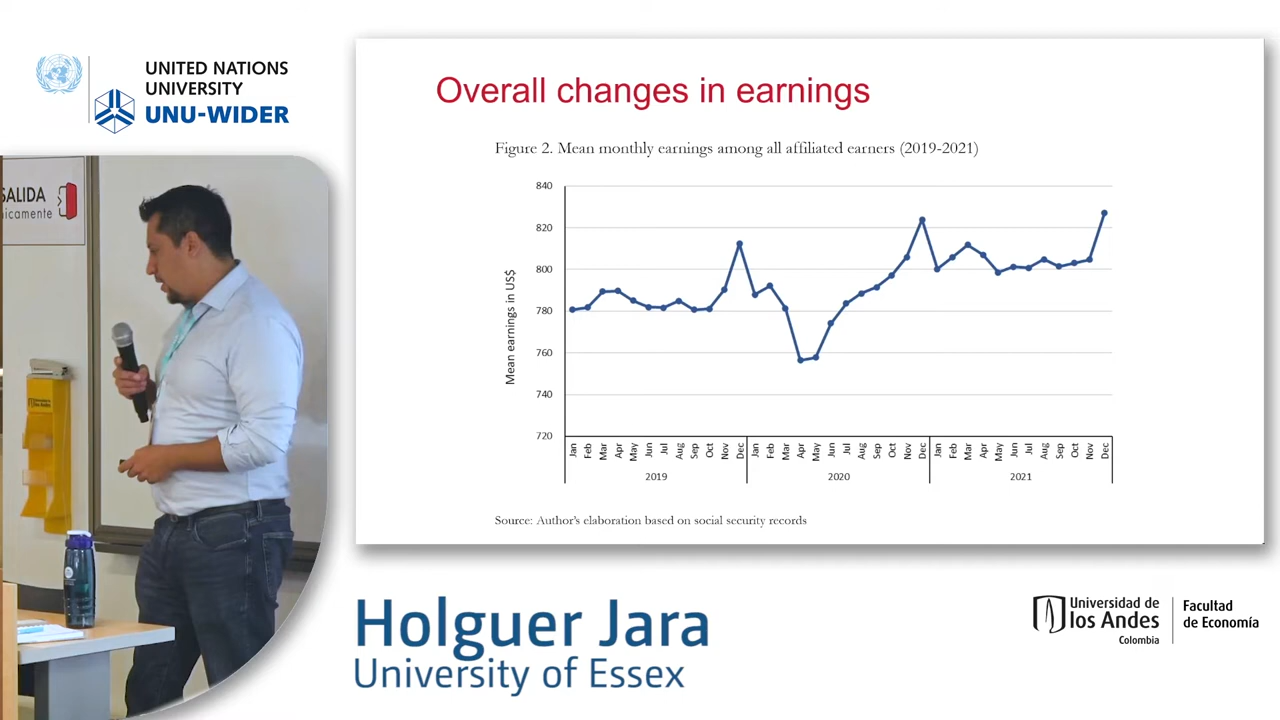 UNITED NATIONS
UNIVERSITY
UNU-WIDER
SALIDA
Overall changes in earnings
Figure 2. Mean monthly earnings among all affiliated earners (2019-2021)
Mean earnings in US$
840
820
800
780
760
740
720
Jan Feb Mar Apr May Jun Jul Aug Sep Oct Nov Dec Jan Feb Mar Apr May Jun Jul Aug Sep Oct Nov Dec Jan Feb Mar Apr May Jun Jul Aug Sep Oct Nov Dec
2019 2020 2021
Source: Author's elaboration based on social security records
Holguer Jara
University of Essex
Universidad de
los Andes
Colombia
Facultad
de Economía